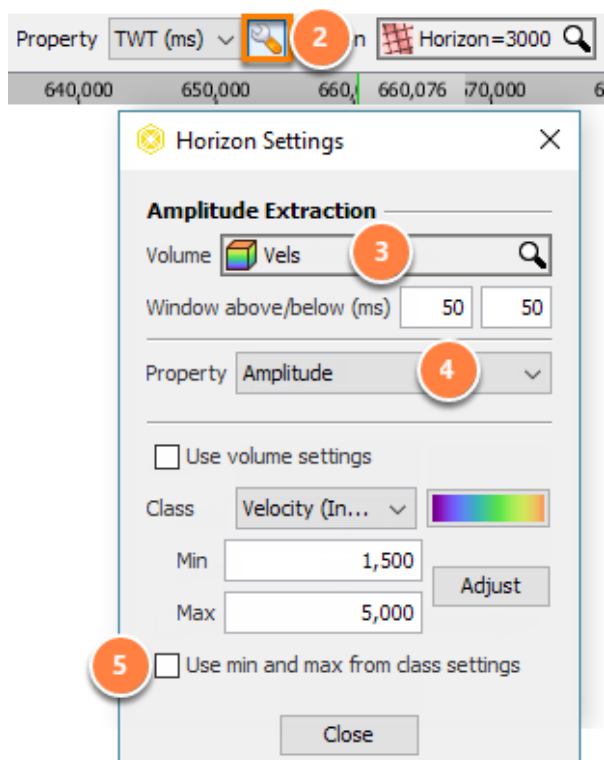 Property TWT (ms) 2 n Horizon=3000
640,000 650,000 660, 660,076 70,000 6
Horizon Settings
Amplitude Extraction
Volume Vels 3
Window above/below (ms) 50 50
Property Amplitude 4
Use volume settings
Class Velocity (In...
Min 1,500
Adjust
Max 5,000
5 Use min and max from class settings
Close